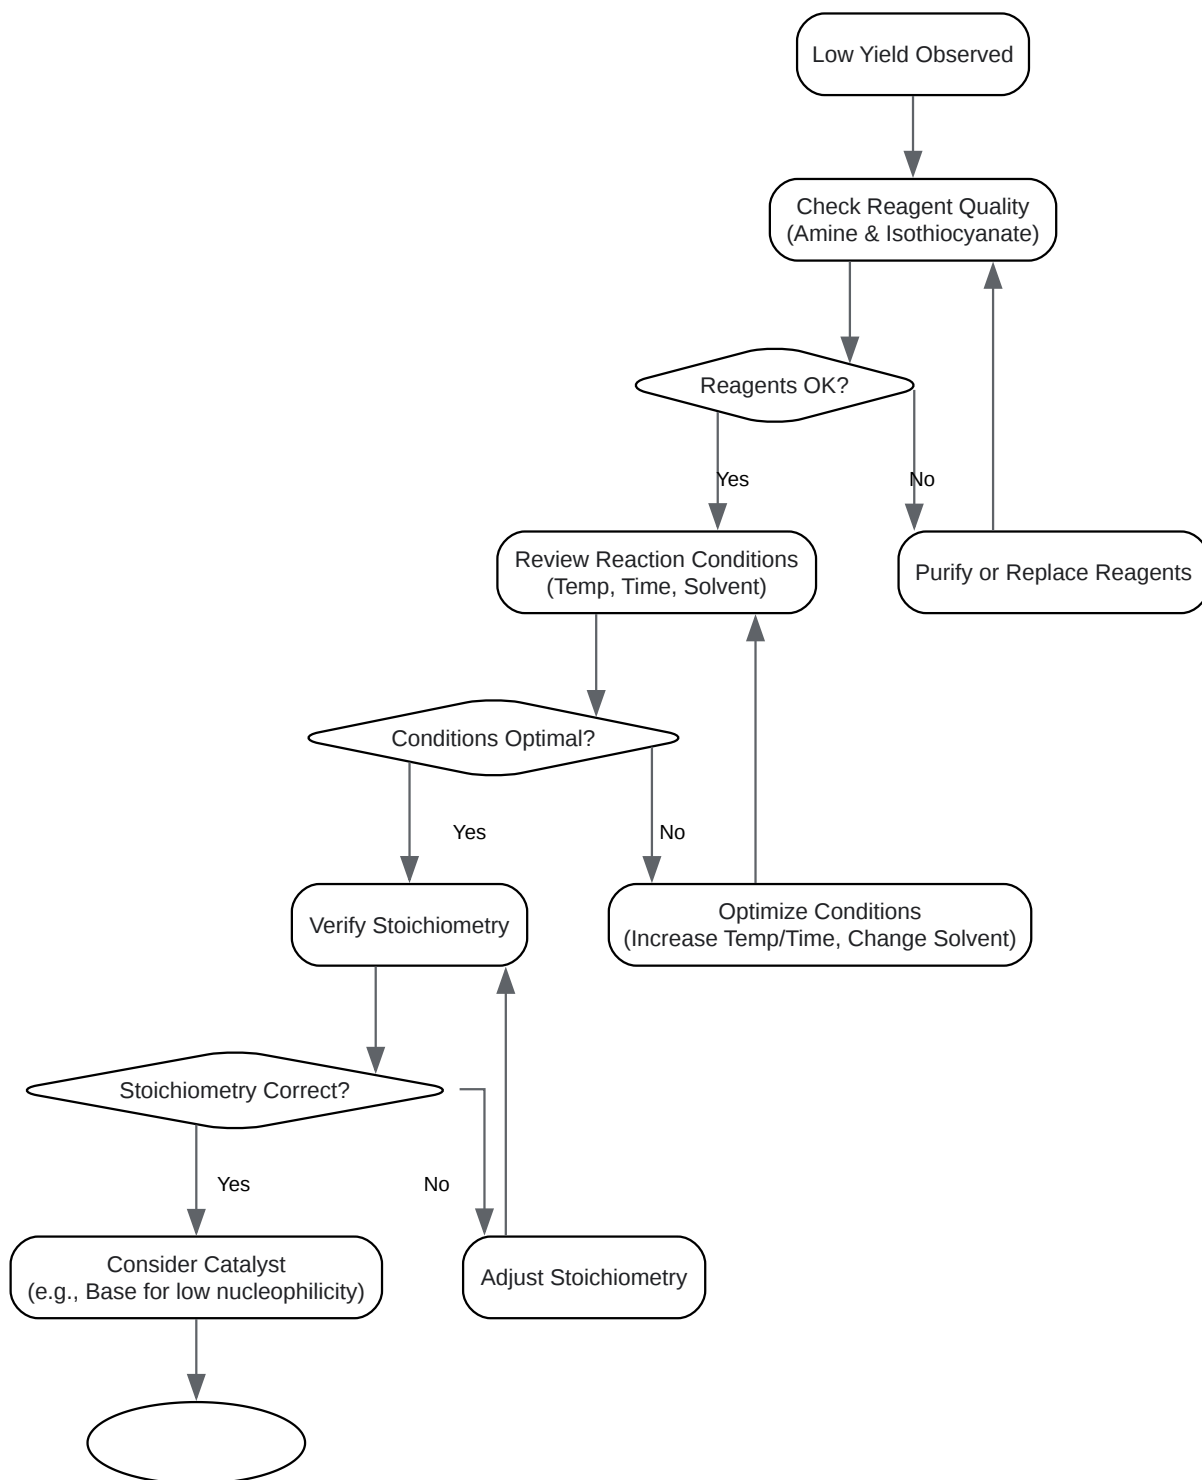 Low Yield Observed
Check Reagent Quality
(Amine & Isothiocyanate)
Reagents OK?
Yes
No
Review Reaction Conditions
(Temp, Time, Solvent)
Purify or Replace Reagents
Conditions Optimal?
Yes
No
Verify Stoichiometry
Optimize Conditions
(Increase Temp/Time, Change Solvent)
Stoichiometry Correct?
Yes
No
Consider Catalyst
(e.g., Base for low nucleophilicity)
Adjust Stoichiometry